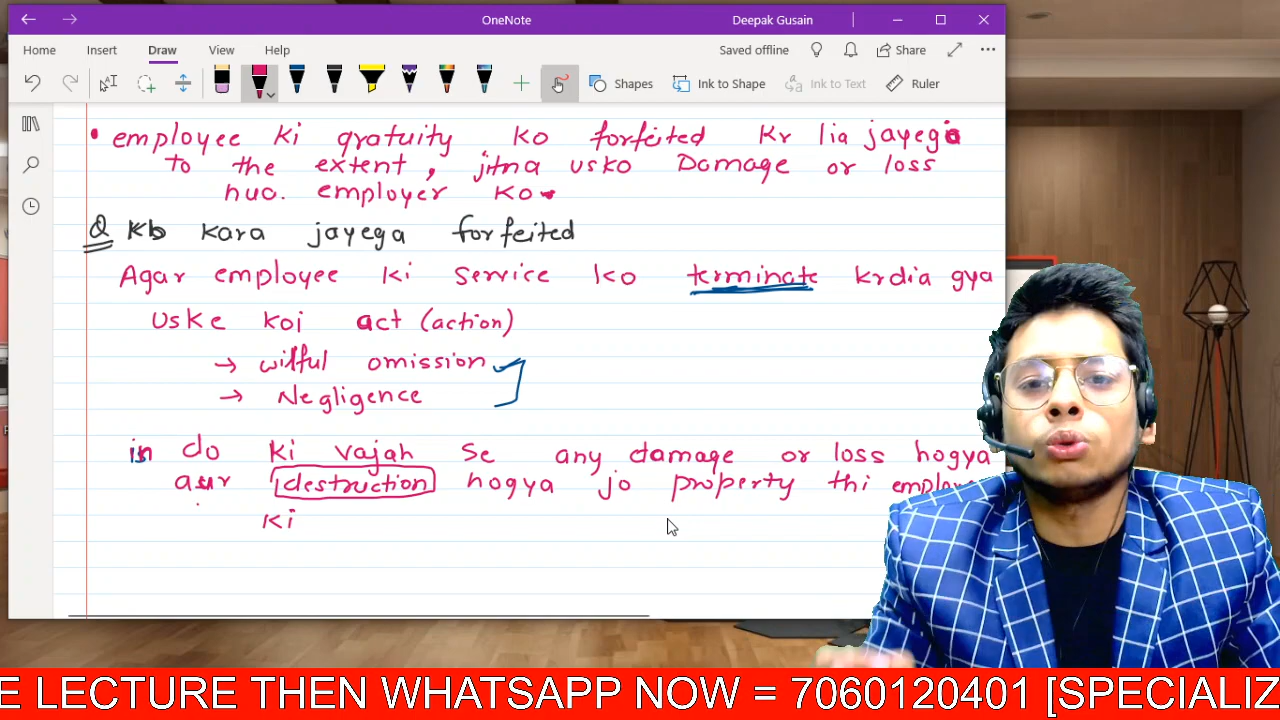 OneNote
Deepak Gusain
Home Insert Draw View Help
Saved offline
Share
Shapes Ink to Shape Ink to Text Ruler
• employee ki gratuity ko forfeited Kr lia jayega
to the extent, jitna usko Damage or loss
hua. employer ko.
Q Kb kara jayega forfeited
Agar employee ki service ko terminate krdia gya
uske koi act (action)
→ wilful omission
→ Negligence
in do ki vajah se any damage or loss hogya
aur destruction hogya jo property thi
ki
E LECTURE THEN WHATSAPP NOW = 7060120401 [SPECIALIZ